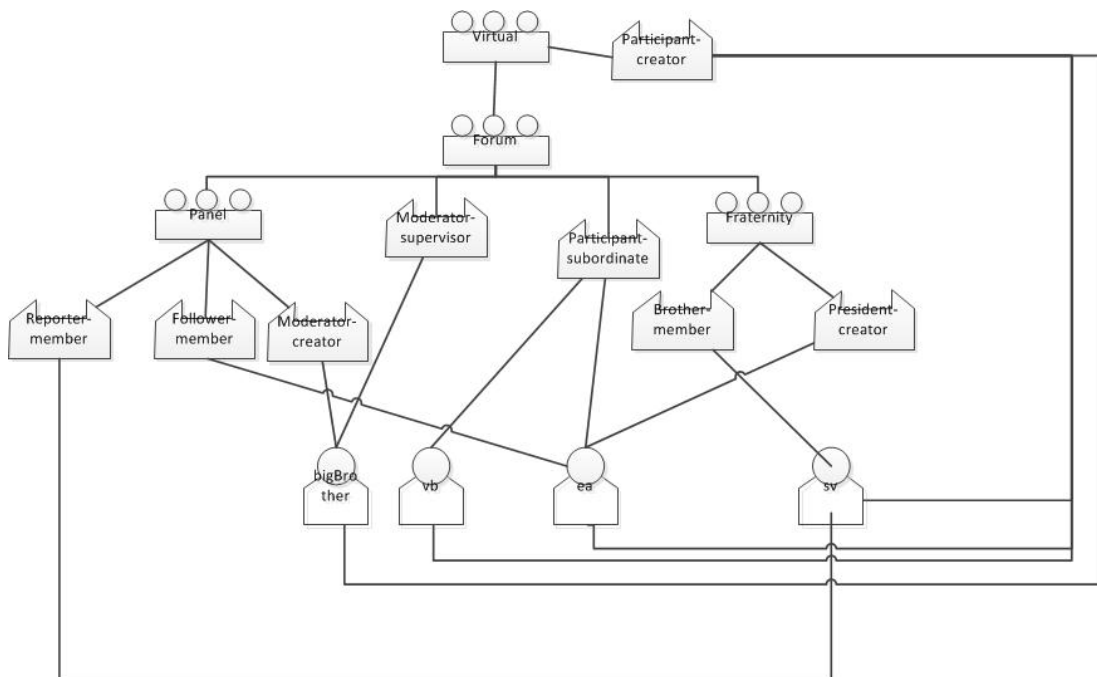 Virtual
Participant-
creator
Forum
Panel
Moderator-
supervisor
Participant-
subordinate
Fraternity
Reporter-
member
Follower-
member
Moderator-
creator
Brother-
member
President-
creator
bigBro
ther
vb
ea
sv